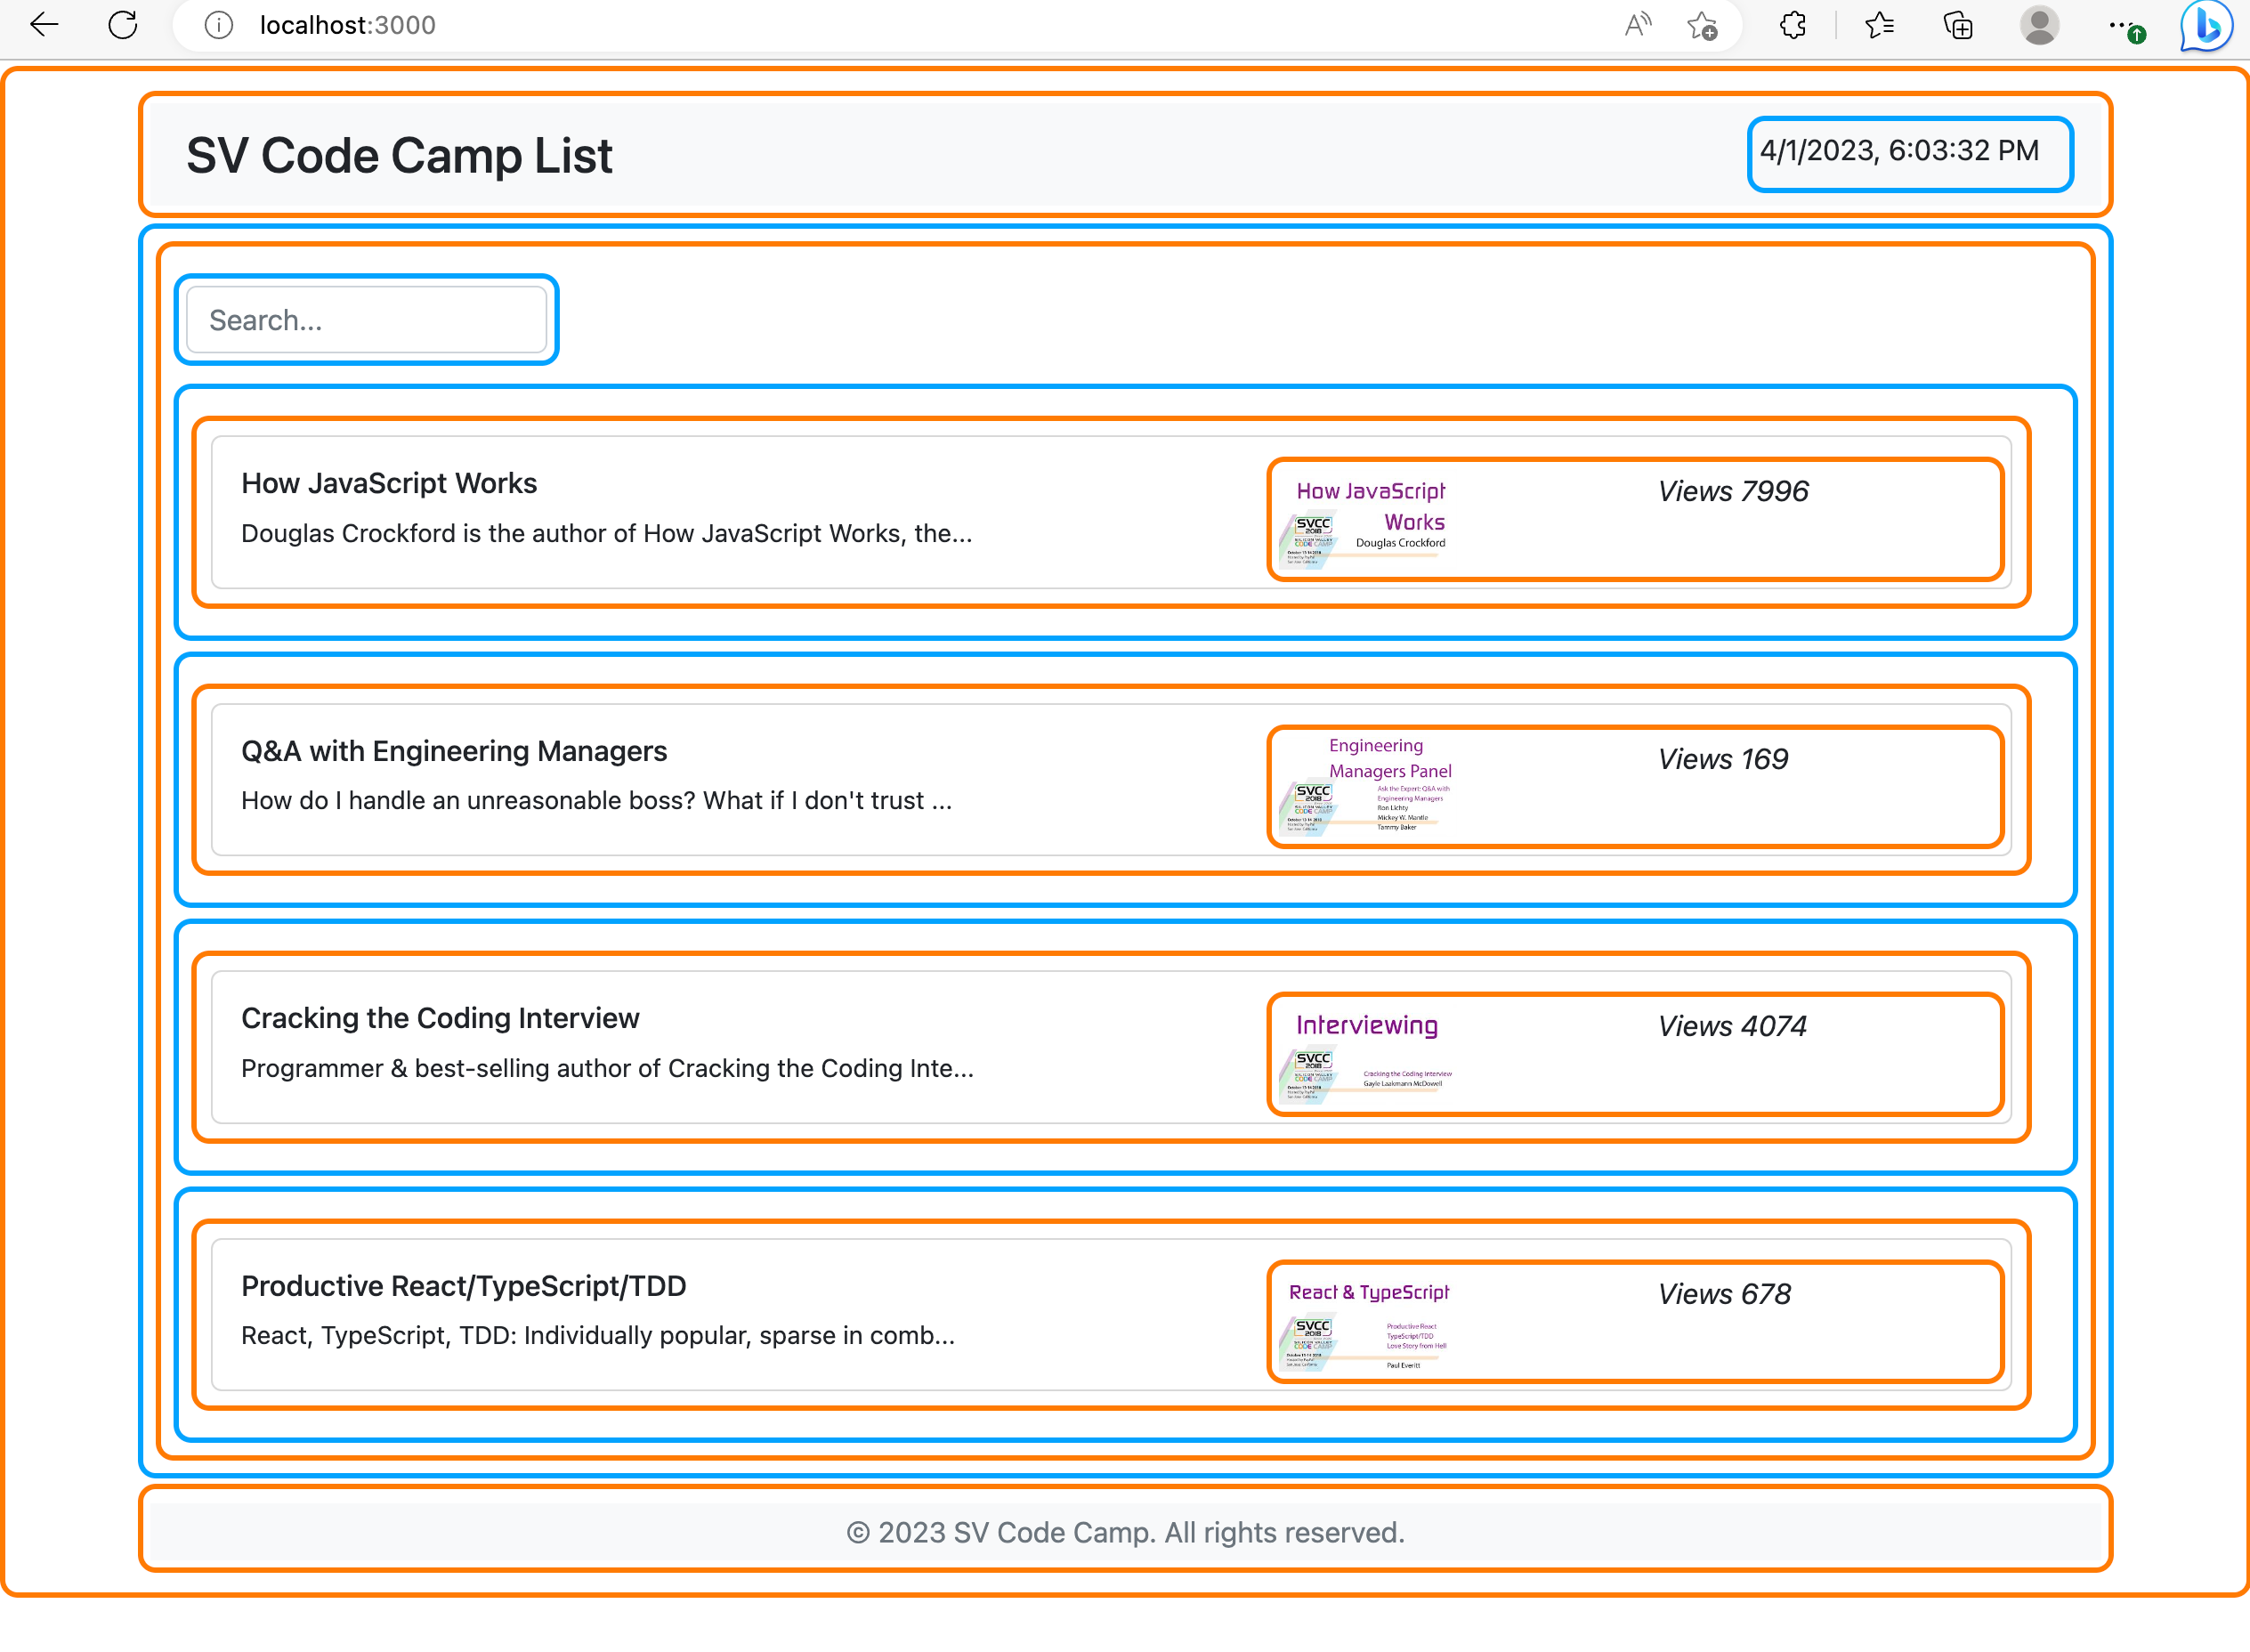 localhost:3000
SV Code Camp List
4/1/2023, 6:03:32 PM
Search...
How JavaScript Works
Douglas Crockford is the author of How JavaScript Works, the...
How JavaScript
Works
SVCC
2018
Douglas Crockford
Views 7996
Q&A with Engineering Managers
How do I handle an unreasonable boss? What if I don't trust ...
Engineering
Managers Panel
SVCC
2018
Ask the Expert: Q&A with
Engineering Managers
Ron Lichty
Mickey W. Mantle
Tammy Baker
Views 169
Cracking the Coding Interview
Programmer & best-selling author of Cracking the Coding Inte...
Interviewing
SVCC
2018
Cracking the Coding Interview
Gayle Laakmann McDowell
Views 4074
Productive React/TypeScript/TDD
React, TypeScript, TDD: Individually popular, sparse in comb...
React & TypeScript
SVCC
2018
Productive React
TypeScript/TDD
Love Story from Hell
Paul Everitt
Views 678
© 2023 SV Code Camp. All rights reserved.